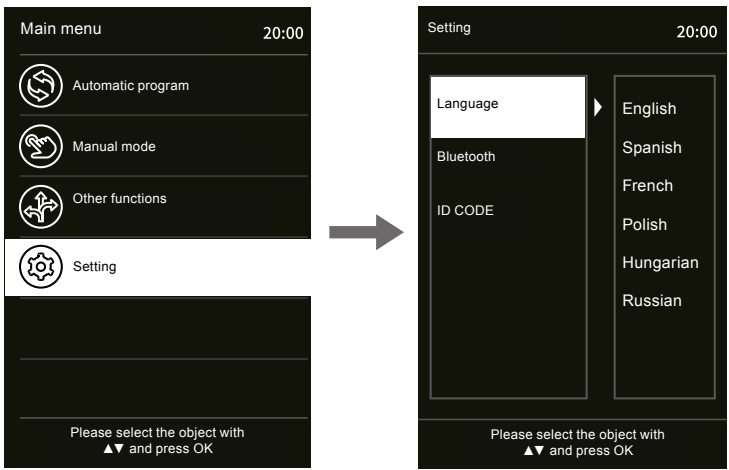 Main menu
20:00
Automatic program
Manual mode
Other functions
Setting
Please select the object with
▲▼ and press OK
Setting
20:00
Language
Bluetooth
ID CODE
English
Spanish
French
Polish
Hungarian
Russian
Please select the object with
▲▼ and press OK